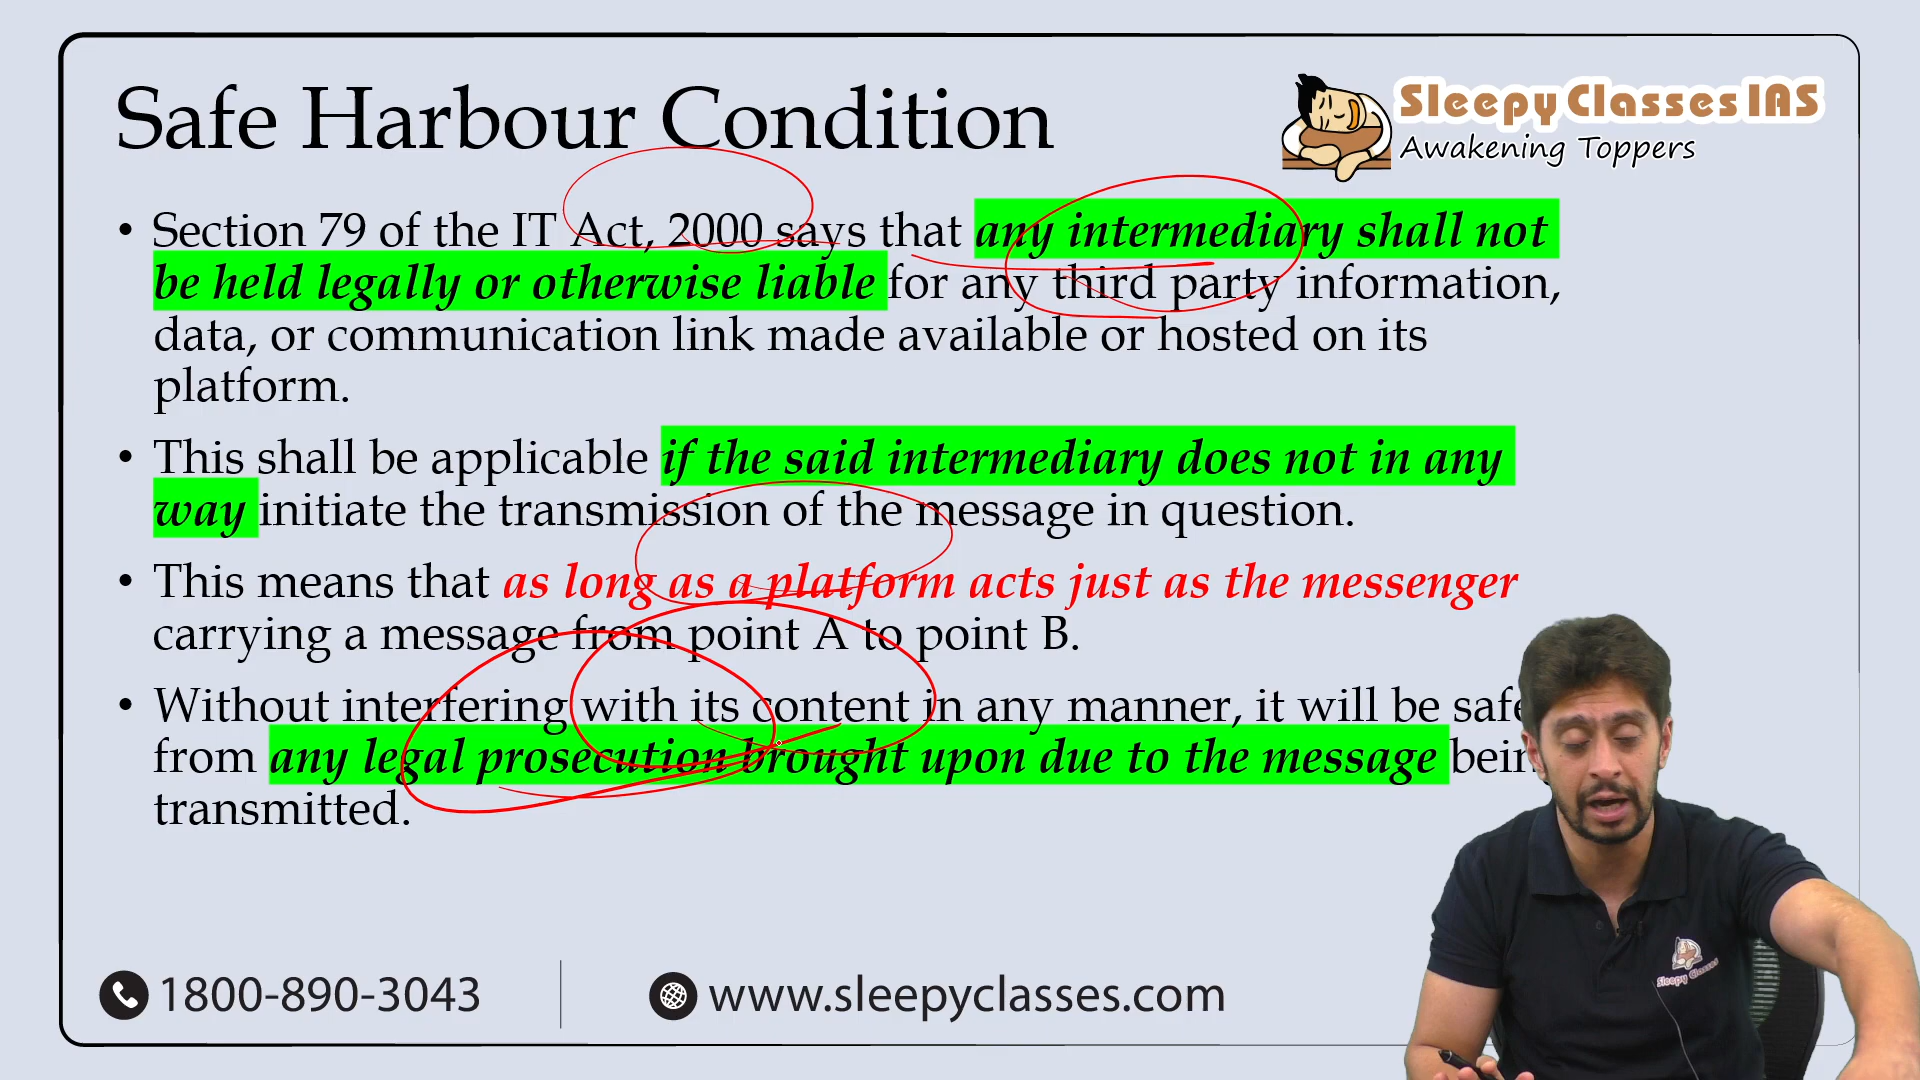 Safe Harbour Condition
Sleepy Classes IAS
Awakening Toppers
• Section 79 of the IT Act, 2000 says that any intermediary shall not
be held legally or otherwise liable for any third party information,
data, or communication link made available or hosted on its
platform.
• This shall be applicable if the said intermediary does not in any
way initiate the transmission of the message in question.
• This means that as long as a platform acts just as the messenger
carrying a message from point A to point B.
• Without interfering with its content in any manner, it will be safe
from any legal prosecution brought upon due to the message
transmitted.
Sleepy Classes
1800-890-3043
www.sleepyclasses.com